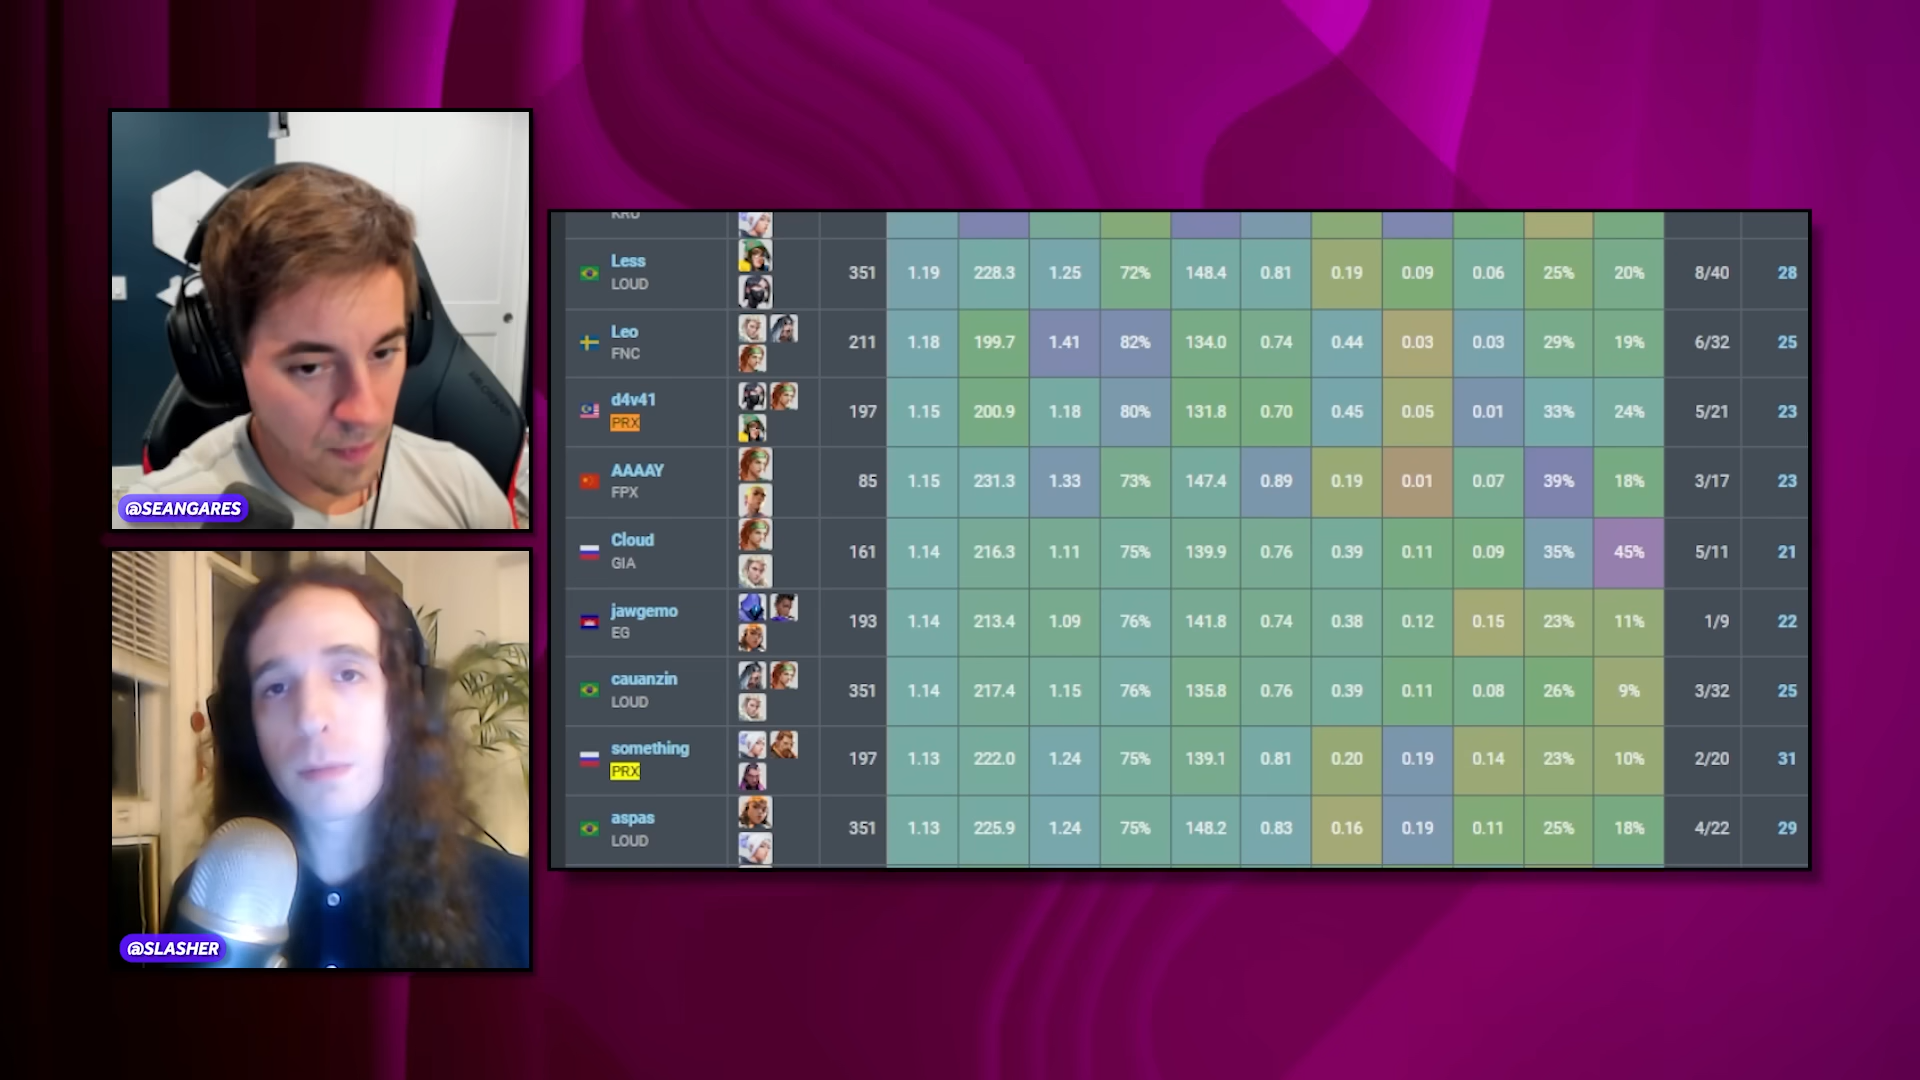 @SEANGARES
@SLASHER
KRU
Less
LOUD
351 1.19 228.3 1.25 72% 148.4 0.81 0.19 0.09 0.06 25% 20% 8/40 28
Leo
FNC
211 1.18 199.7 1.41 82% 134.0 0.74 0.44 0.03 0.03 29% 19% 6/32 25
d4v41
PRX
197 1.15 200.9 1.18 80% 131.8 0.70 0.45 0.05 0.01 33% 24% 5/21 23
AAAAY
FPX
85 1.15 231.3 1.33 73% 147.4 0.89 0.19 0.01 0.07 39% 18% 3/17 23
Cloud
GIA
161 1.14 216.3 1.11 75% 139.9 0.76 0.39 0.11 0.09 35% 45% 5/11 21
jawgemo
EG
193 1.14 213.4 1.09 76% 141.8 0.74 0.38 0.12 0.15 23% 11% 1/9 22
cauanzin
LOUD
351 1.14 217.4 1.15 76% 135.8 0.76 0.39 0.11 0.08 26% 9% 3/32 25
something
PRX
197 1.13 222.0 1.24 75% 139.1 0.81 0.20 0.19 0.14 23% 10% 2/20 31
aspas
LOUD
351 1.13 225.9 1.24 75% 148.2 0.83 0.16 0.19 0.11 25% 18% 4/22 29